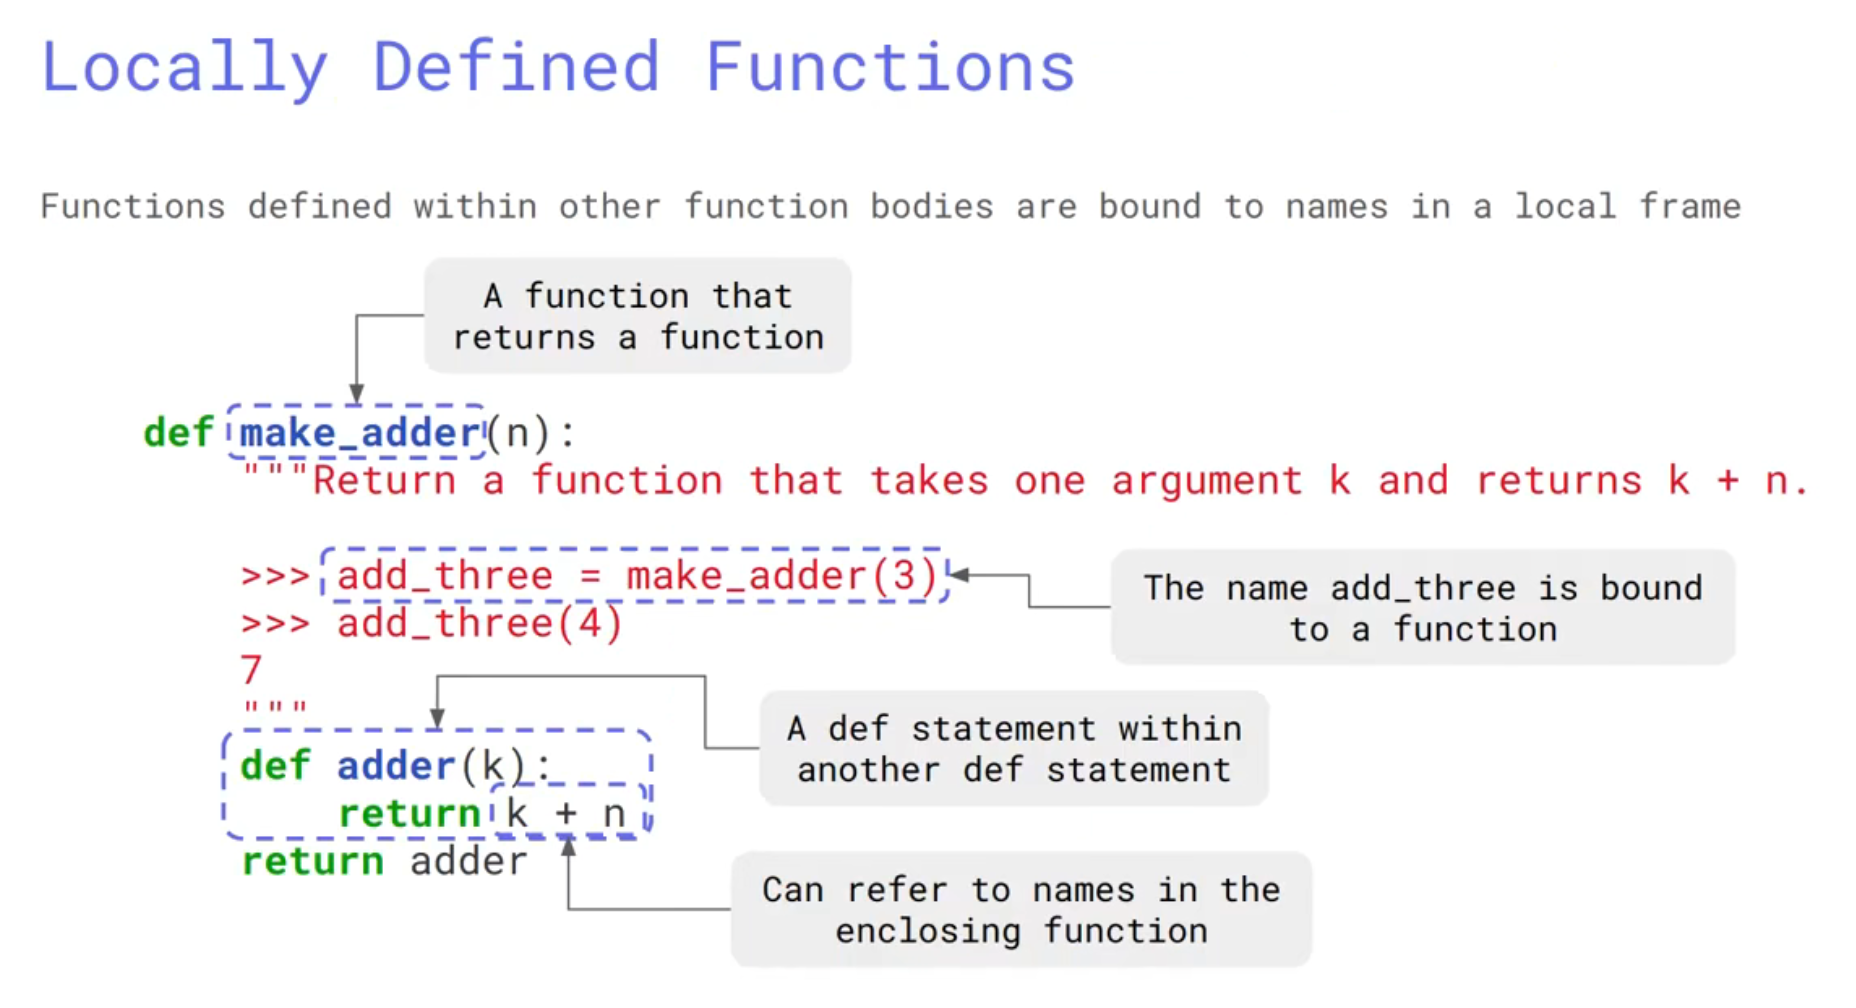 Locally Defined Functions
Functions defined within other function bodies are bound to names in a local frame
A function that
returns a function
def make_adder(n):
"""Return a function that takes one argument k and returns k + n.
>>> add_three = make_adder(3)
The name add_three is bound
to a function
>>> add_three(4)
7
"""
A def statement within
another def statement
def adder(k):
return k + n
return adder
Can refer to names in the
enclosing function